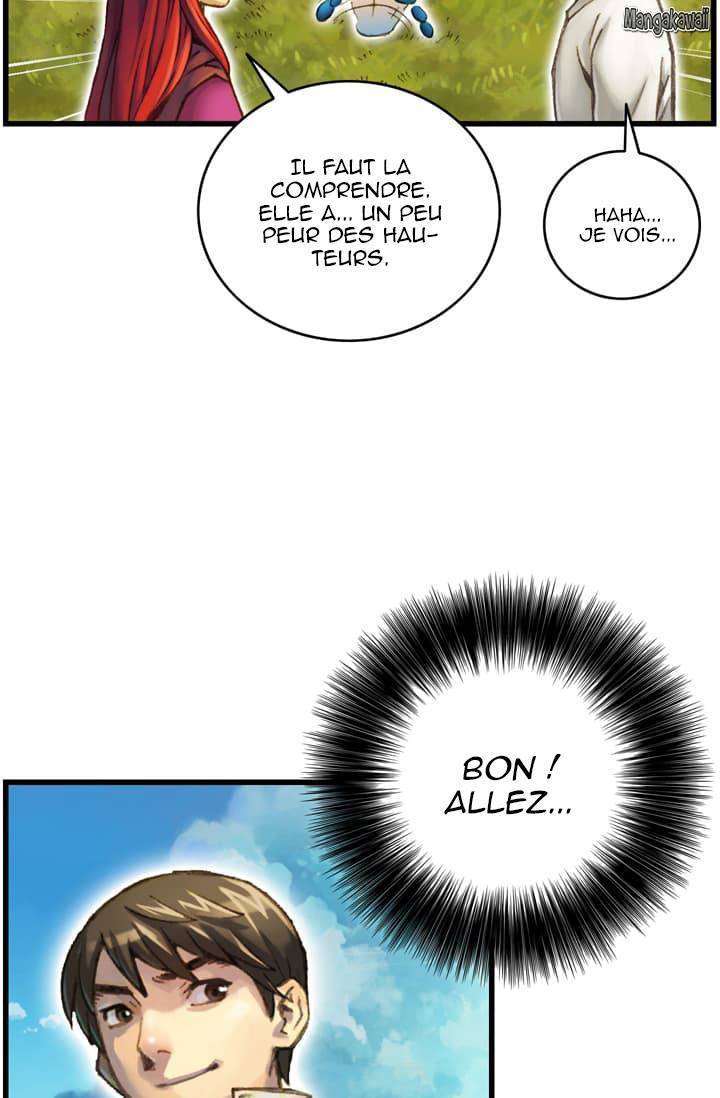 Mangakawaii
IL FAUT LA
COMPRENDRE.
ELLE A... UN PEU
PEUR DES HAU-
TEURS.
HAHA...
JE VOIS...
BON !
ALLEZ...